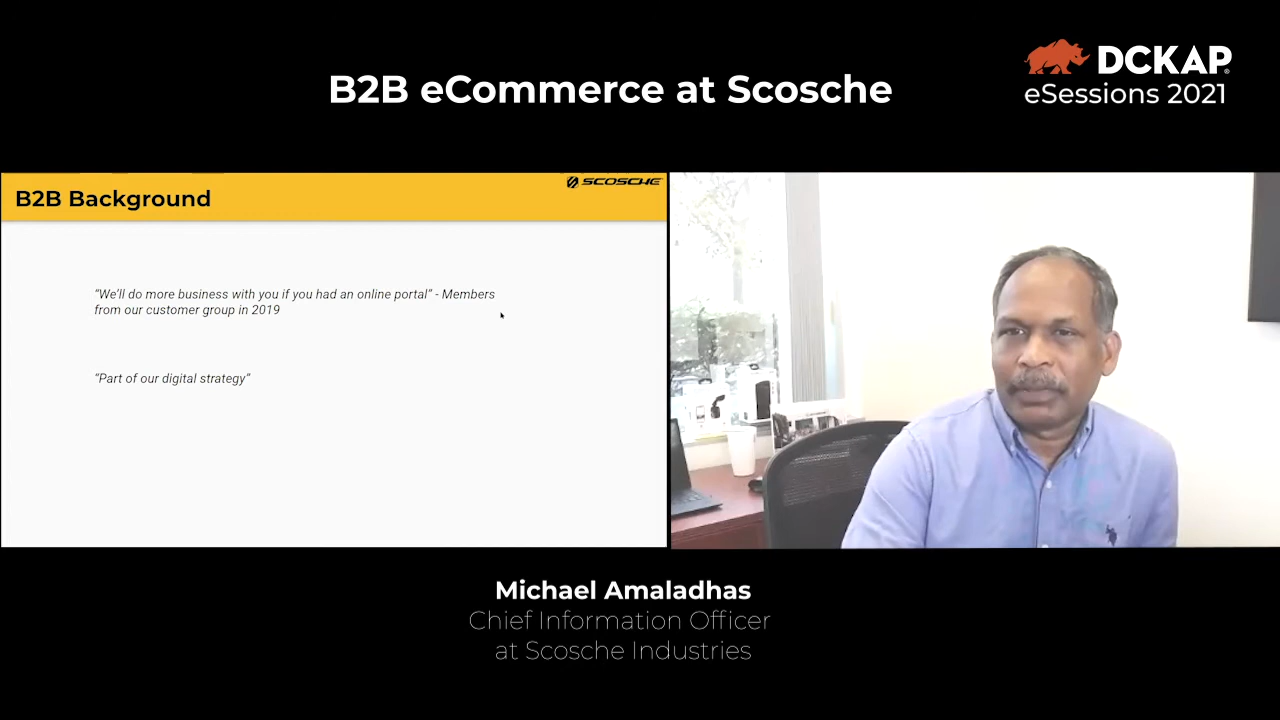 B2B eCommerce at Scosche
DCKAP
eSessions 2021
B2B Background
SCOSCHE
“We’ll do more business with you if you had an online portal” - Members
from our customer group in 2019
“Part of our digital strategy”
Michael Amaladhas
Chief Information Officer
at Scosche Industries